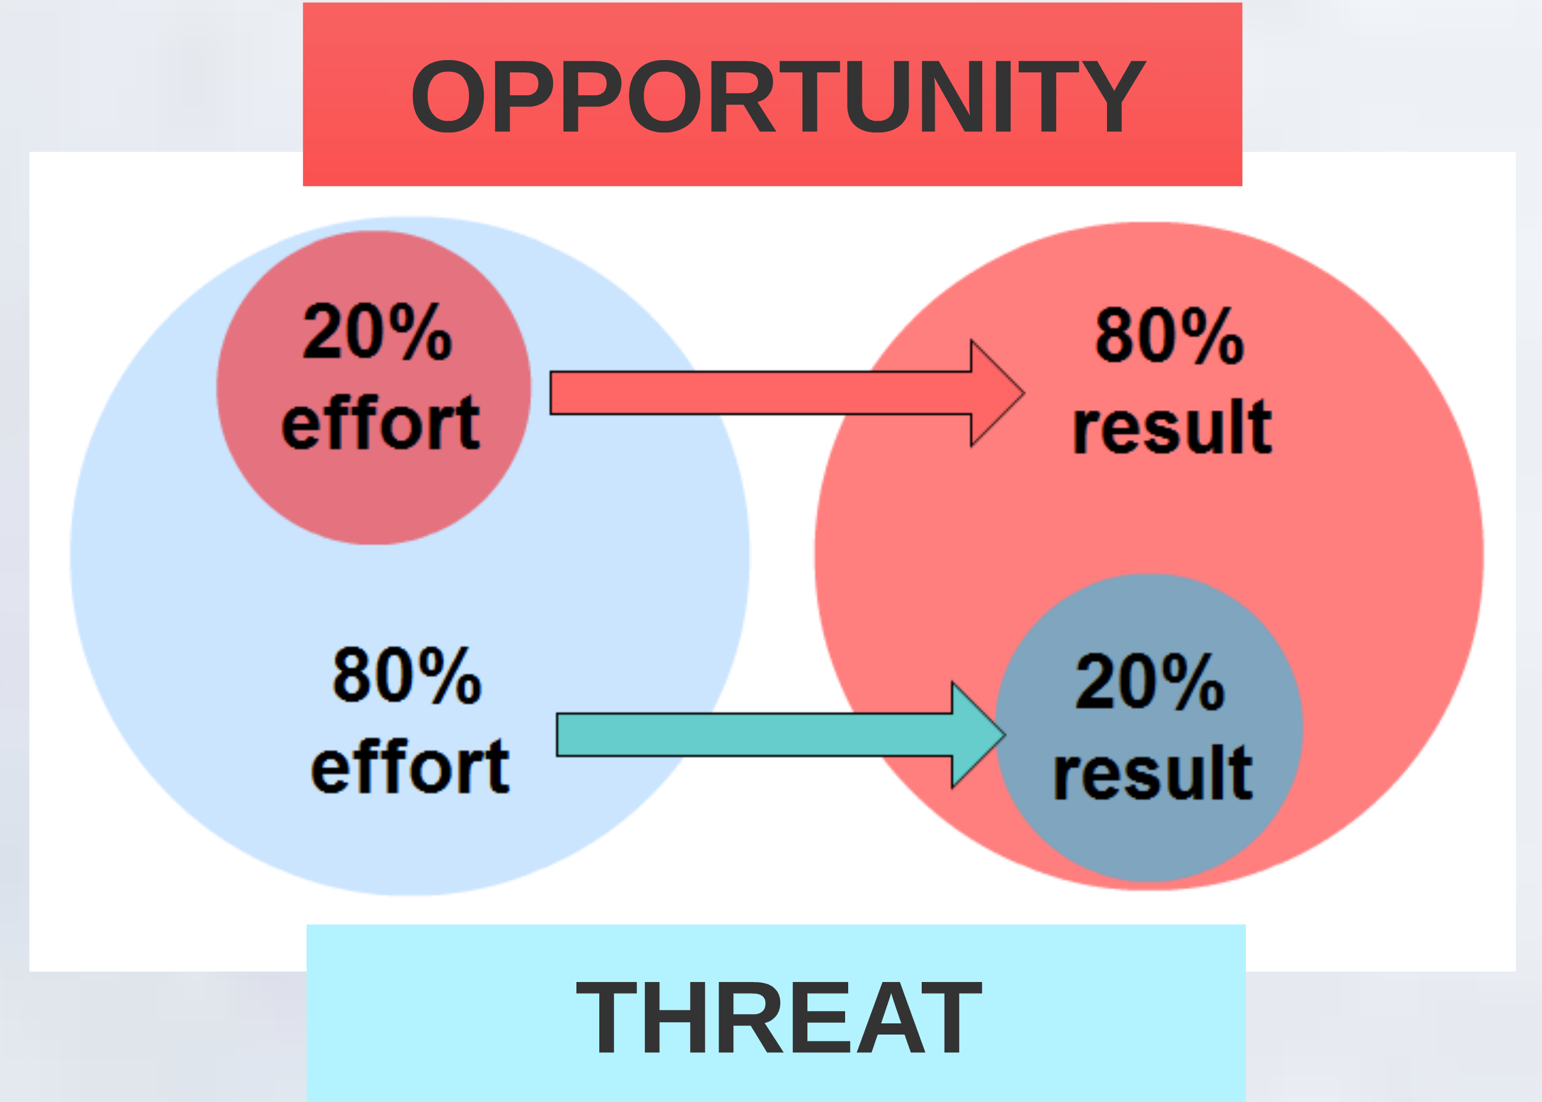 OPPORTUNITY
20%
effort
80%
result
80%
effort
20%
result
THREAT